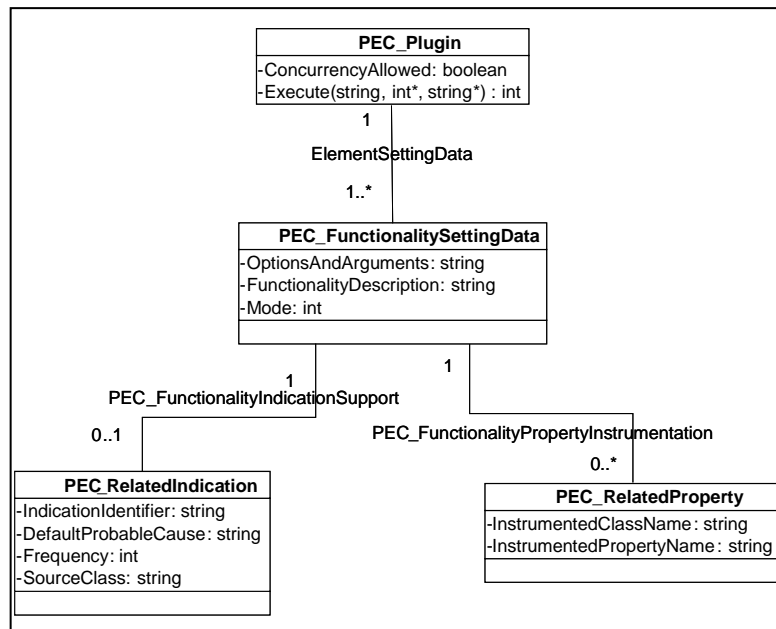 PEC_Plugin
-ConcurrencyAllowed: boolean
-Execute(string, int*, string*) : int
1
ElementSettingData
1..*
PEC_FunctionalitySettingData
-OptionsAndArguments: string
-FunctionalityDescription: string
-Mode: int
1
1
PEC_FunctionalityIndicationSupport
0..1
PEC_FunctionalityPropertyInstrumentation
0..*
PEC_RelatedIndication
-IndicationIdentifier: string
-DefaultProbableCause: string
-Frequency: int
-SourceClass: string
PEC_RelatedProperty
-InstrumentedClassName: string
-InstrumentedPropertyName: string